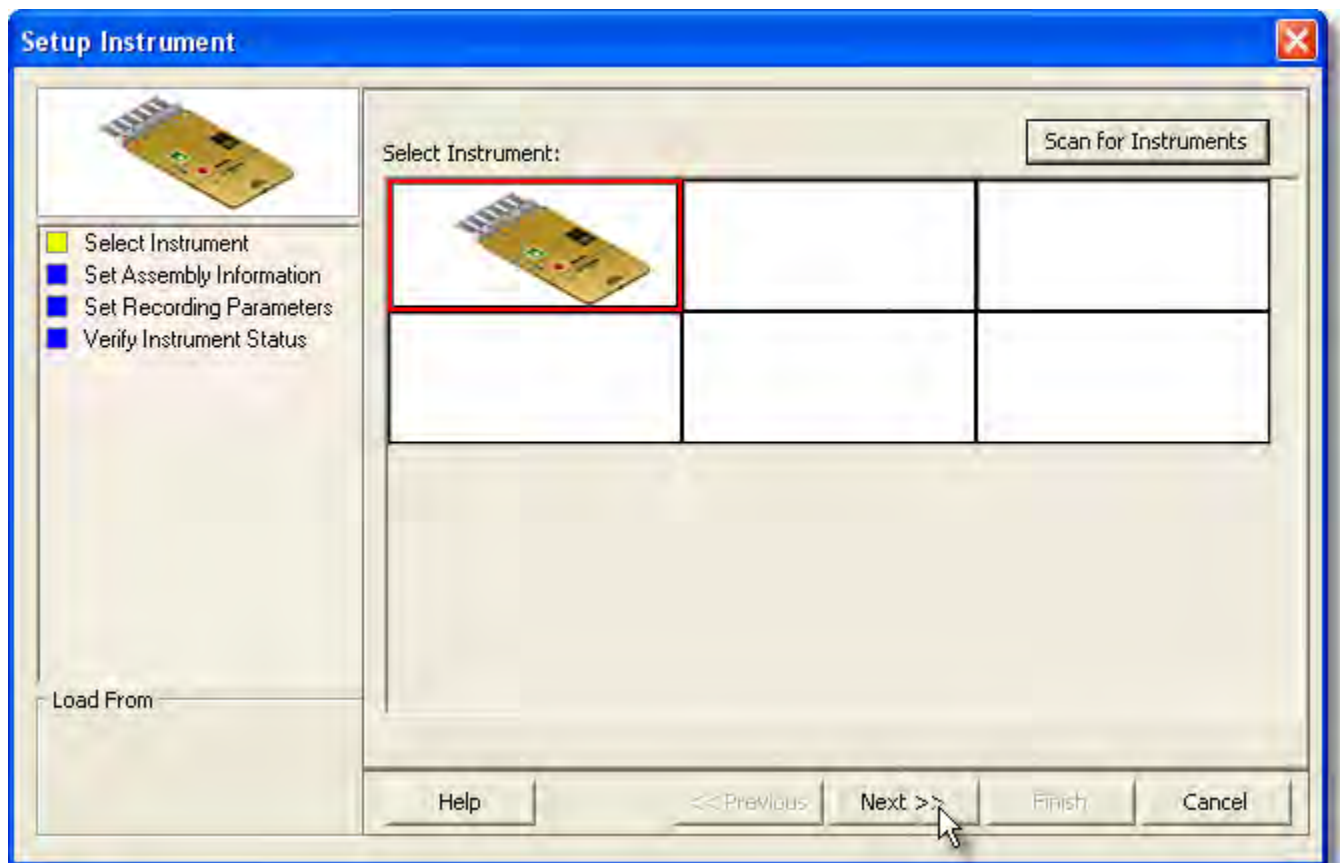 Setup Instrument
Scan for Instruments
Select Instrument:
Select Instrument
Set Assembly Information
Set Recording Parameters
Verify Instrument Status
Load From
Help
<< Previous
Next >>
Finish
Cancel